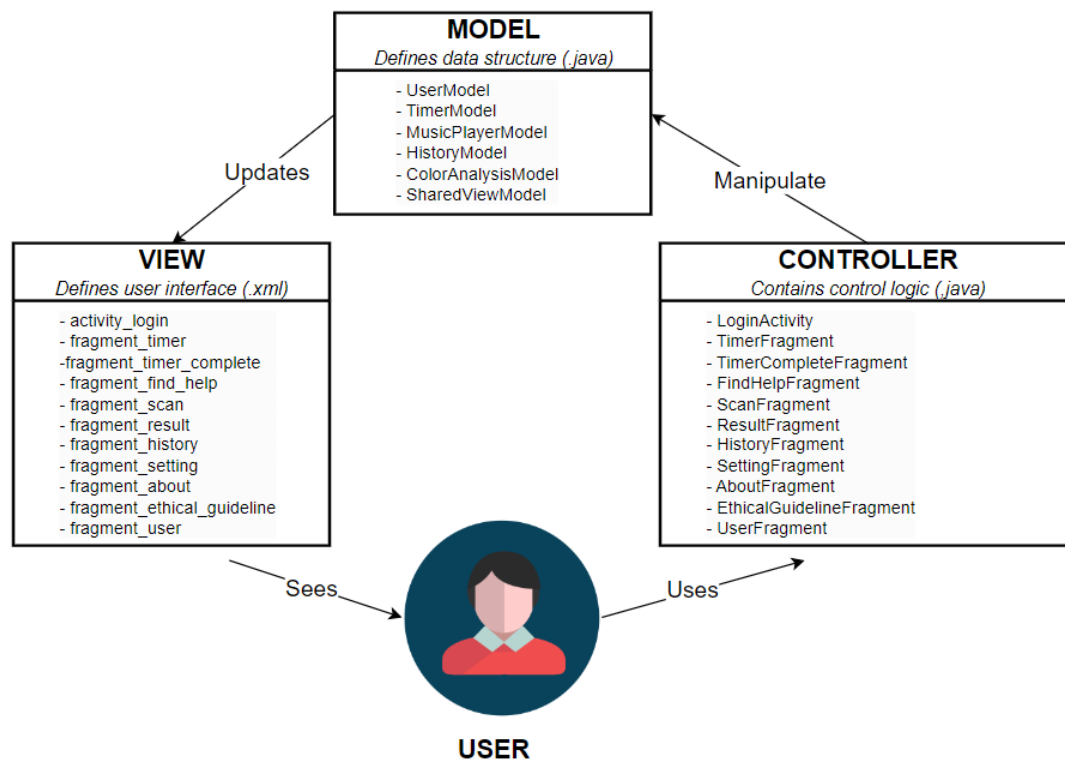 MODEL
Defines data structure (.java)
- UserModel
- TimerModel
- MusicPlayerModel
- HistoryModel
- ColorAnalysisModel
- SharedViewModel
Updates
Manipulate
VIEW
Defines user interface (.xml)
- activity_login
- fragment_timer
-fragment_timer_complete
- fragment_find_help
- fragment_scan
- fragment_result
- fragment_history
- fragment_setting
- fragment_about
- fragment_ethical_guideline
- fragment_user
CONTROLLER
Contains control logic (.java)
- LoginActivity
- TimerFragment
- TimerCompleteFragment
- FindHelpFragment
- ScanFragment
- ResultFragment
- HistoryFragment
- SettingFragment
- AboutFragment
- EthicalGuidelineFragment
- UserFragment
Sees
Uses
USER